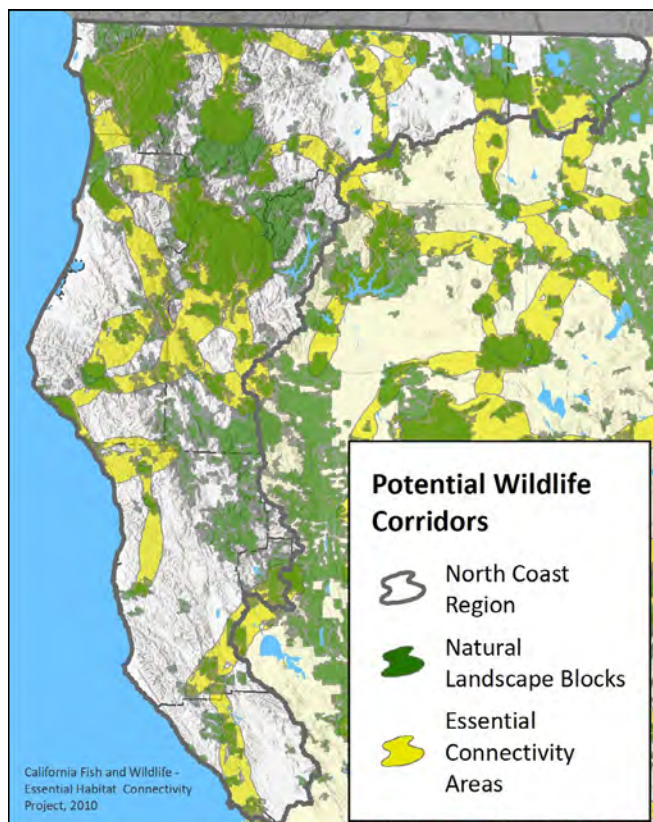 Potential Wildlife
Corridors
North Coast
Region
Natural
Landscape Blocks
Essential
Connectivity
Areas
California Fish and Wildlife -
Essential Habitat Connectivity
Project, 2010